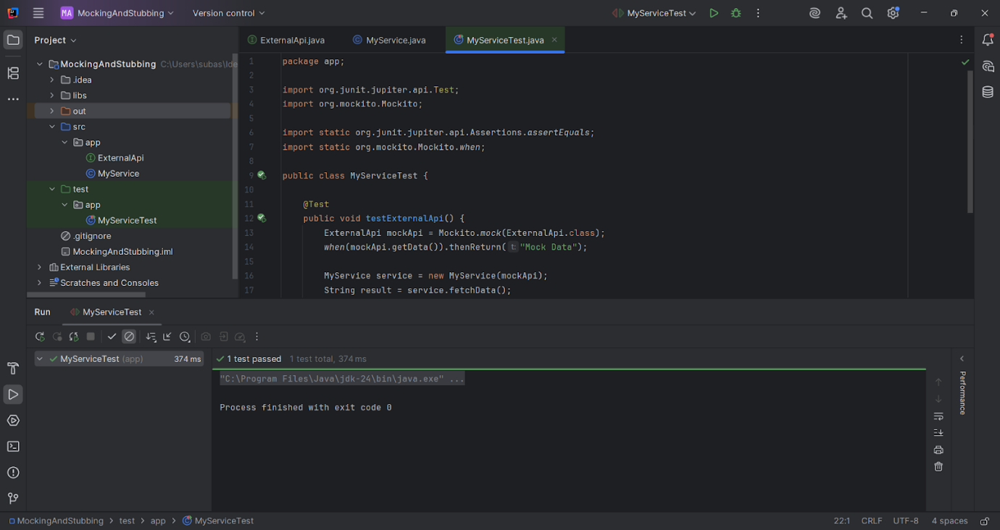 MA MockingAndStubbing Version control MyServiceTest
Project
ExternalApi.java MyService.java MyServiceTest.java
MockingAndStubbing C:\Users\subas\Ide
.idea
libs
out
src
app
ExternalApi
MyService
test
app
MyServiceTest
.gitignore
MockingAndStubbing.iml
External Libraries
Scratches and Consoles
1 package app;
2
3 import org.junit.jupiter.api.Test;
4 import org.mockito.Mockito;
5
6 import static org.junit.jupiter.api.Assertions.assertEquals;
7 import static org.mockito.Mockito.when;
8
9 public class MyServiceTest {
10
11 @Test
12 public void testExternalApi() {
13 ExternalApi mockApi = Mockito.mock(ExternalApi.class);
14 when(mockApi.getData()).thenReturn( t: "Mock Data");
15
16 MyService service = new MyService(mockApi);
17 String result = service.fetchData();
Run MyServiceTest
MyServiceTest (app) 374 ms
1 test passed 1 test total, 374 ms
"C:\Program Files\Java\jdk-24\bin\java.exe" ...
Process finished with exit code 0
Performance
MockingAndStubbing > test > app > MyServiceTest 22:1 CRLF UTF-8 4 spaces